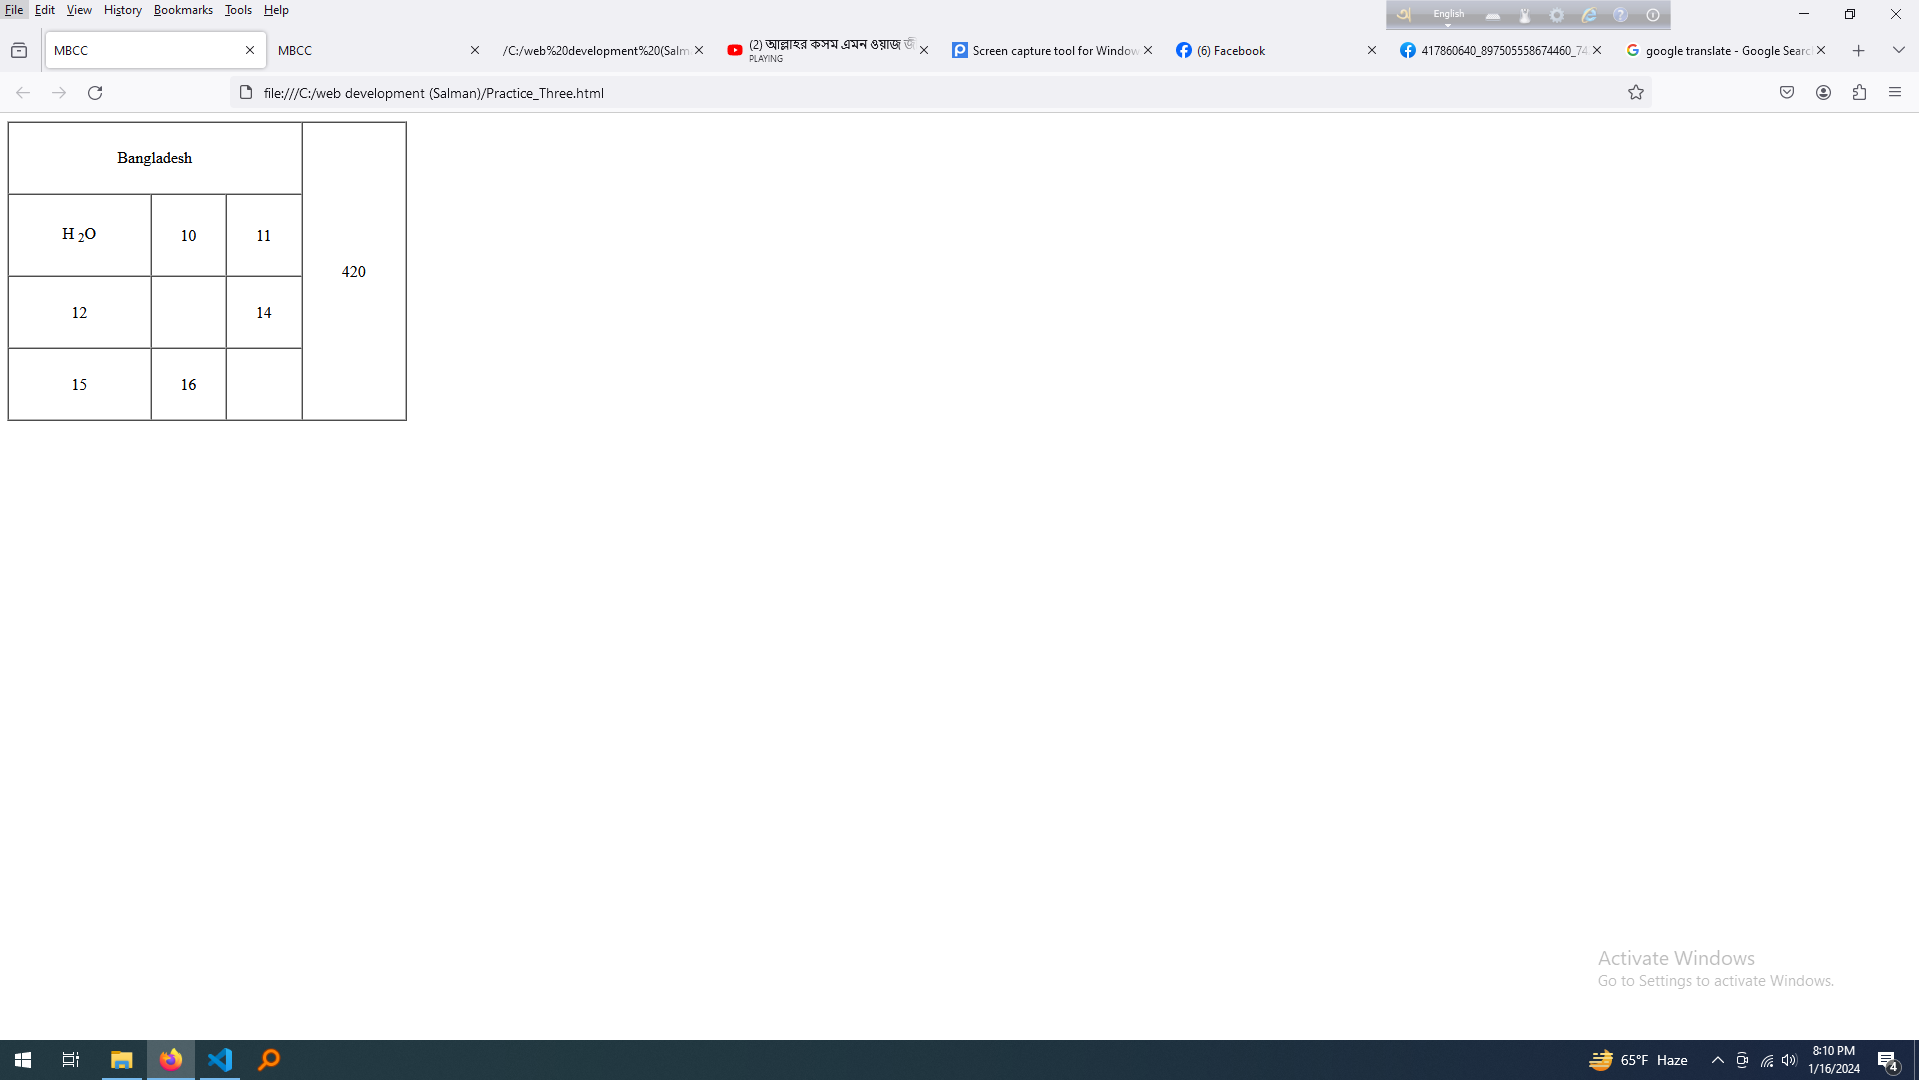 File Edit View History Bookmarks Tools Help
English
MBCC
MBCC
/C:/web%20development%20(Salm
(2) আল্লাহর কসম এমন ওয়াজ
PLAYING
Screen capture tool for Window
(6) Facebook
417860640_897505558674460_74
google translate - Google Searc
file:///C:/web development (Salman)/Practice_Three.html
Bangladesh
H 2O 10 11
420
12 14
15 16
Activate Windows
Go to Settings to activate Windows.
65°F Haze
8:10 PM
1/16/2024
4